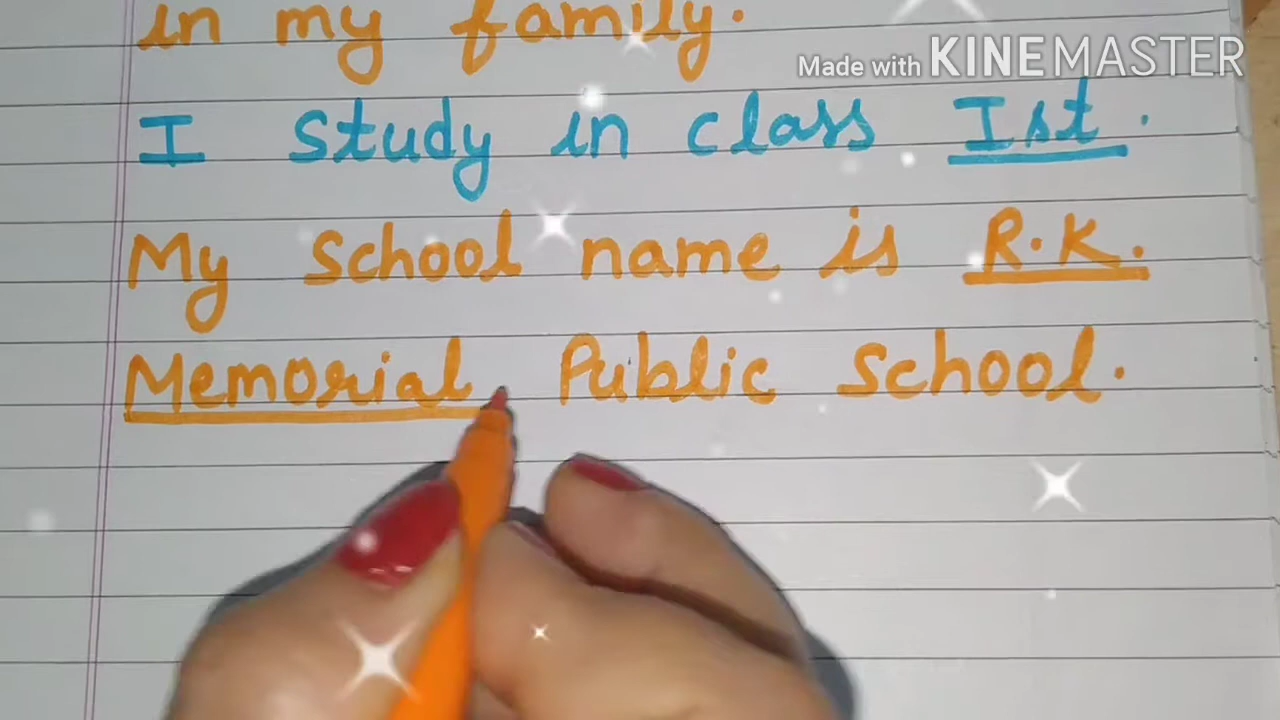 in my family.
Made with KINEMASTER
I study in class Ist.
My School name is R.K.
Memorial Public School.